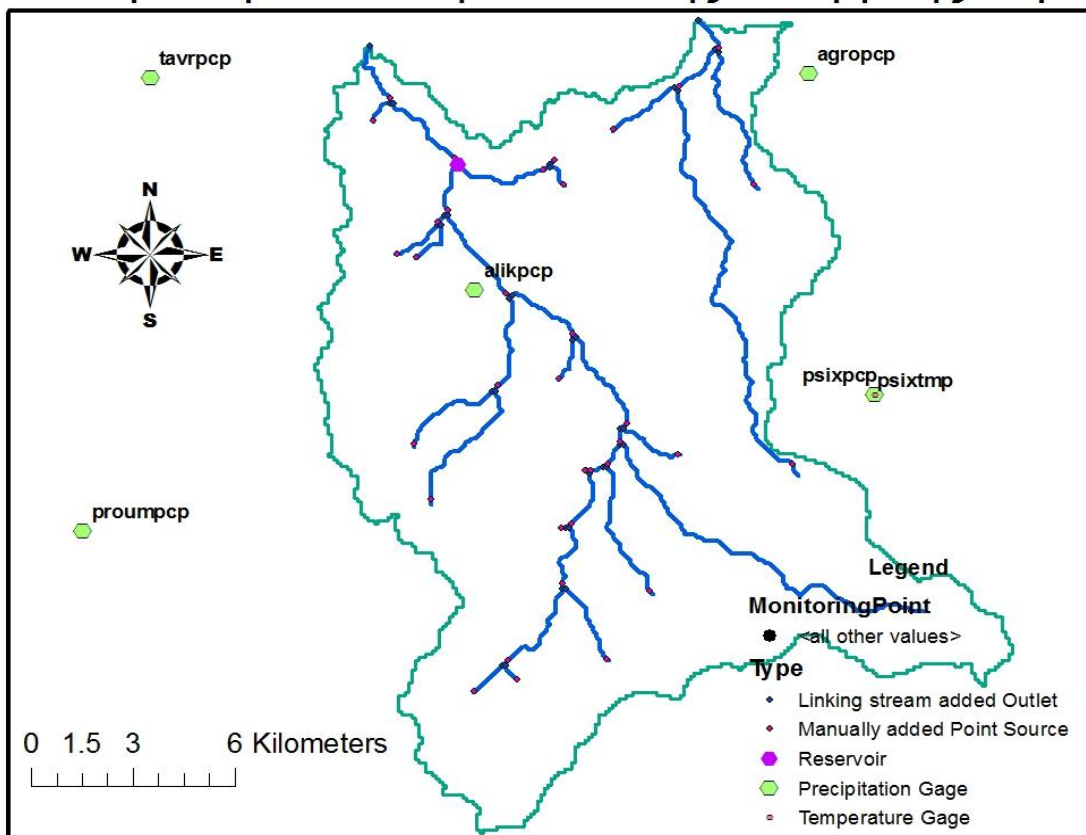 tavrpcp
agropcp
N
W E
S
alikpcp
psixpcp psixtmp
proumpcp
Legend
MonitoringPoint
<all other values>
Type
Linking stream added Outlet
Manually added Point Source
Reservoir
Precipitation Gage
Temperature Gage
0 1.5 3 6 Kilometers